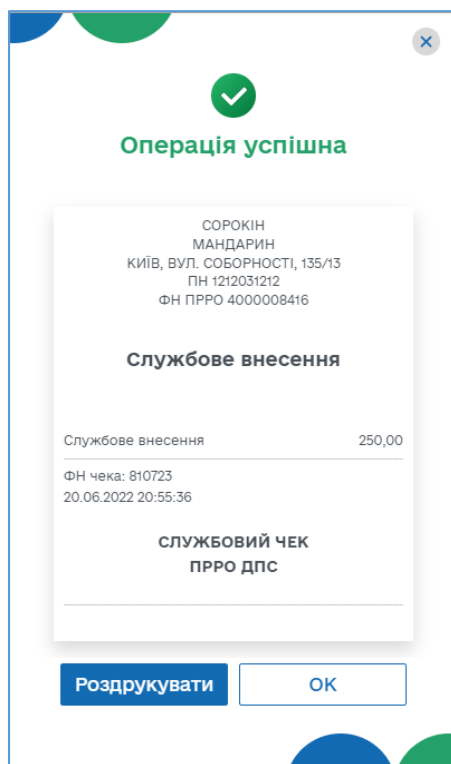 Операція успішна
СОРОКІН
МАНДАРИН
КИЇВ, ВУЛ. СОБОРНОСТІ, 135/13
ПН 1212031212
ФН ПРРО 4000008416
Службове внесення
Службове внесення 250,00
ФН чека: 810723
20.06.2022 20:55:36
СЛУЖБОВИЙ ЧЕК
ПРРО ДПС
Роздрукувати OK